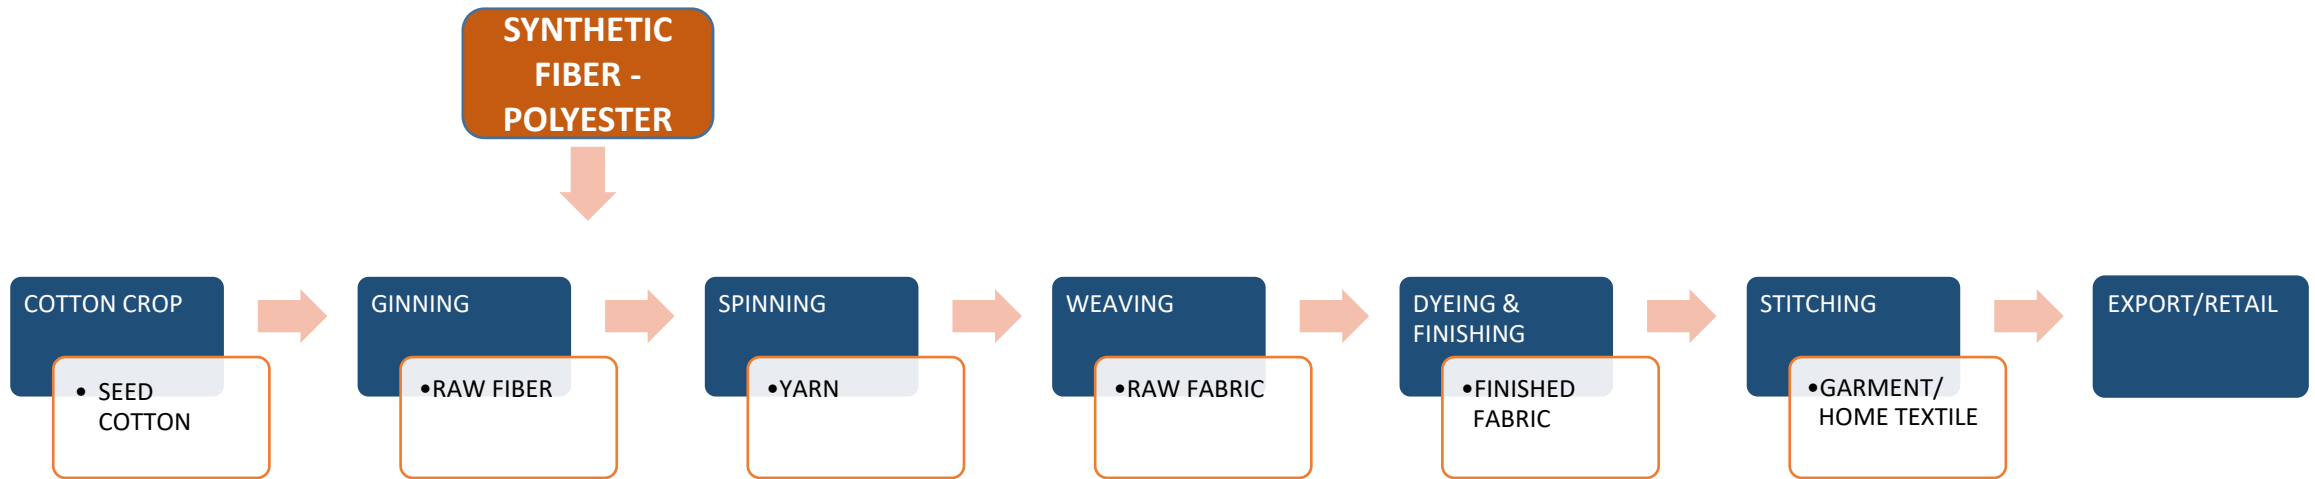 SYNTHETIC
FIBER -
POLYESTER
COTTON CROP
• SEED
COTTON
GINNING
•RAW FIBER
SPINNING
•YARN
WEAVING
•RAW FABRIC
DYEING &
FINISHING
•FINISHED
FABRIC
STITCHING
•GARMENT/
HOME TEXTILE
EXPORT/RETAIL